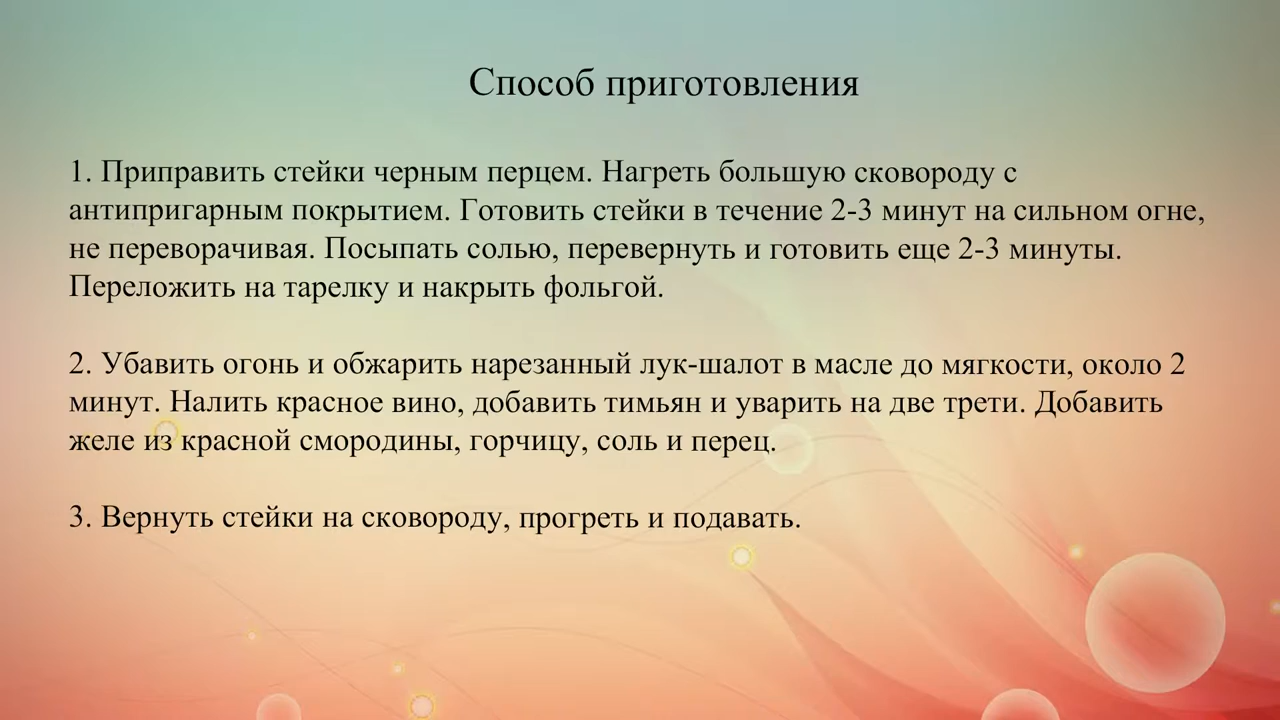 Способ приготовления
1. Приправить стейки черным перцем. Нагреть большую сковороду с
антипригарным покрытием. Готовить стейки в течение 2-3 минут на сильном огне,
не переворачивая. Посыпать солью, перевернуть и готовить еще 2-3 минуты.
Переложить на тарелку и накрыть фольгой.
2. Убавить огонь и обжарить нарезанный лук-шалот в масле до мягкости, около 2
минут. Налить красное вино, добавить тимьян и уварить на две трети. Добавить
желе из красной смородины, горчицу, соль и перец.
3. Вернуть стейки на сковороду, прогреть и подавать.